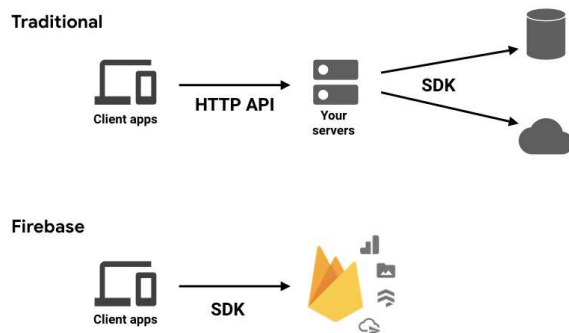 Traditional
Client apps
HTTP API
Your
servers
SDK
Firebase
Client apps
SDK